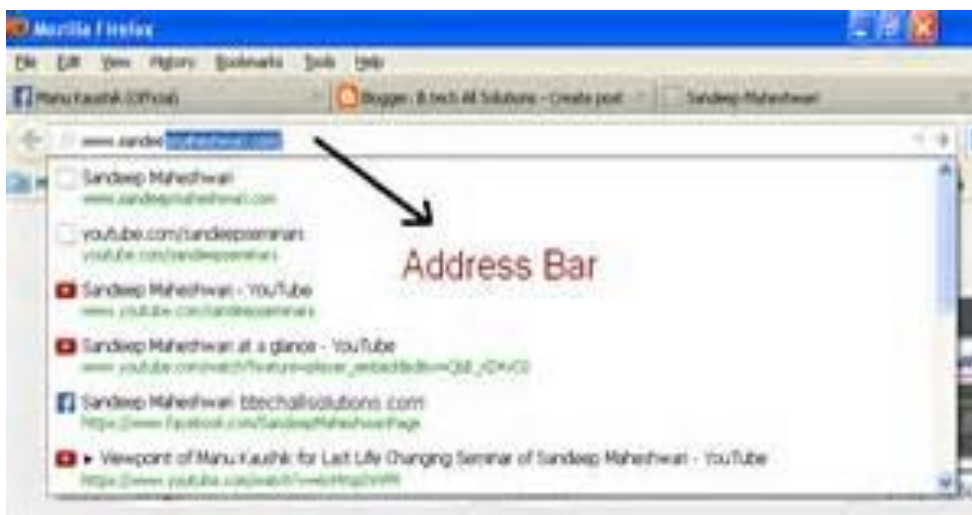 Mozilla Firefox
File Edit View History Bookmarks Tools Help
Manu Kaushik (Official) Blogger: B.tech All Solutions - Create post Sandeep Maheshwari
www.sandeepmaheshwari.com
Sandeep Maheshwari
www.sandeepmaheshwari.com
youtube.com/sandeepseminars
youtube.com/sandeepseminars
Address Bar
Sandeep Maheshwari - YouTube
www.youtube.com/sandeepseminars
Sandeep Maheshwari at a glance - YouTube
Sandeep Maheshwari btechallsolutions.com
https://www.facebook.com/SandeepMaheshwariPage
► Viewpoint of Manu Kaushik for Last Life Changing Seminar of Sandeep Maheshwari - YouTube